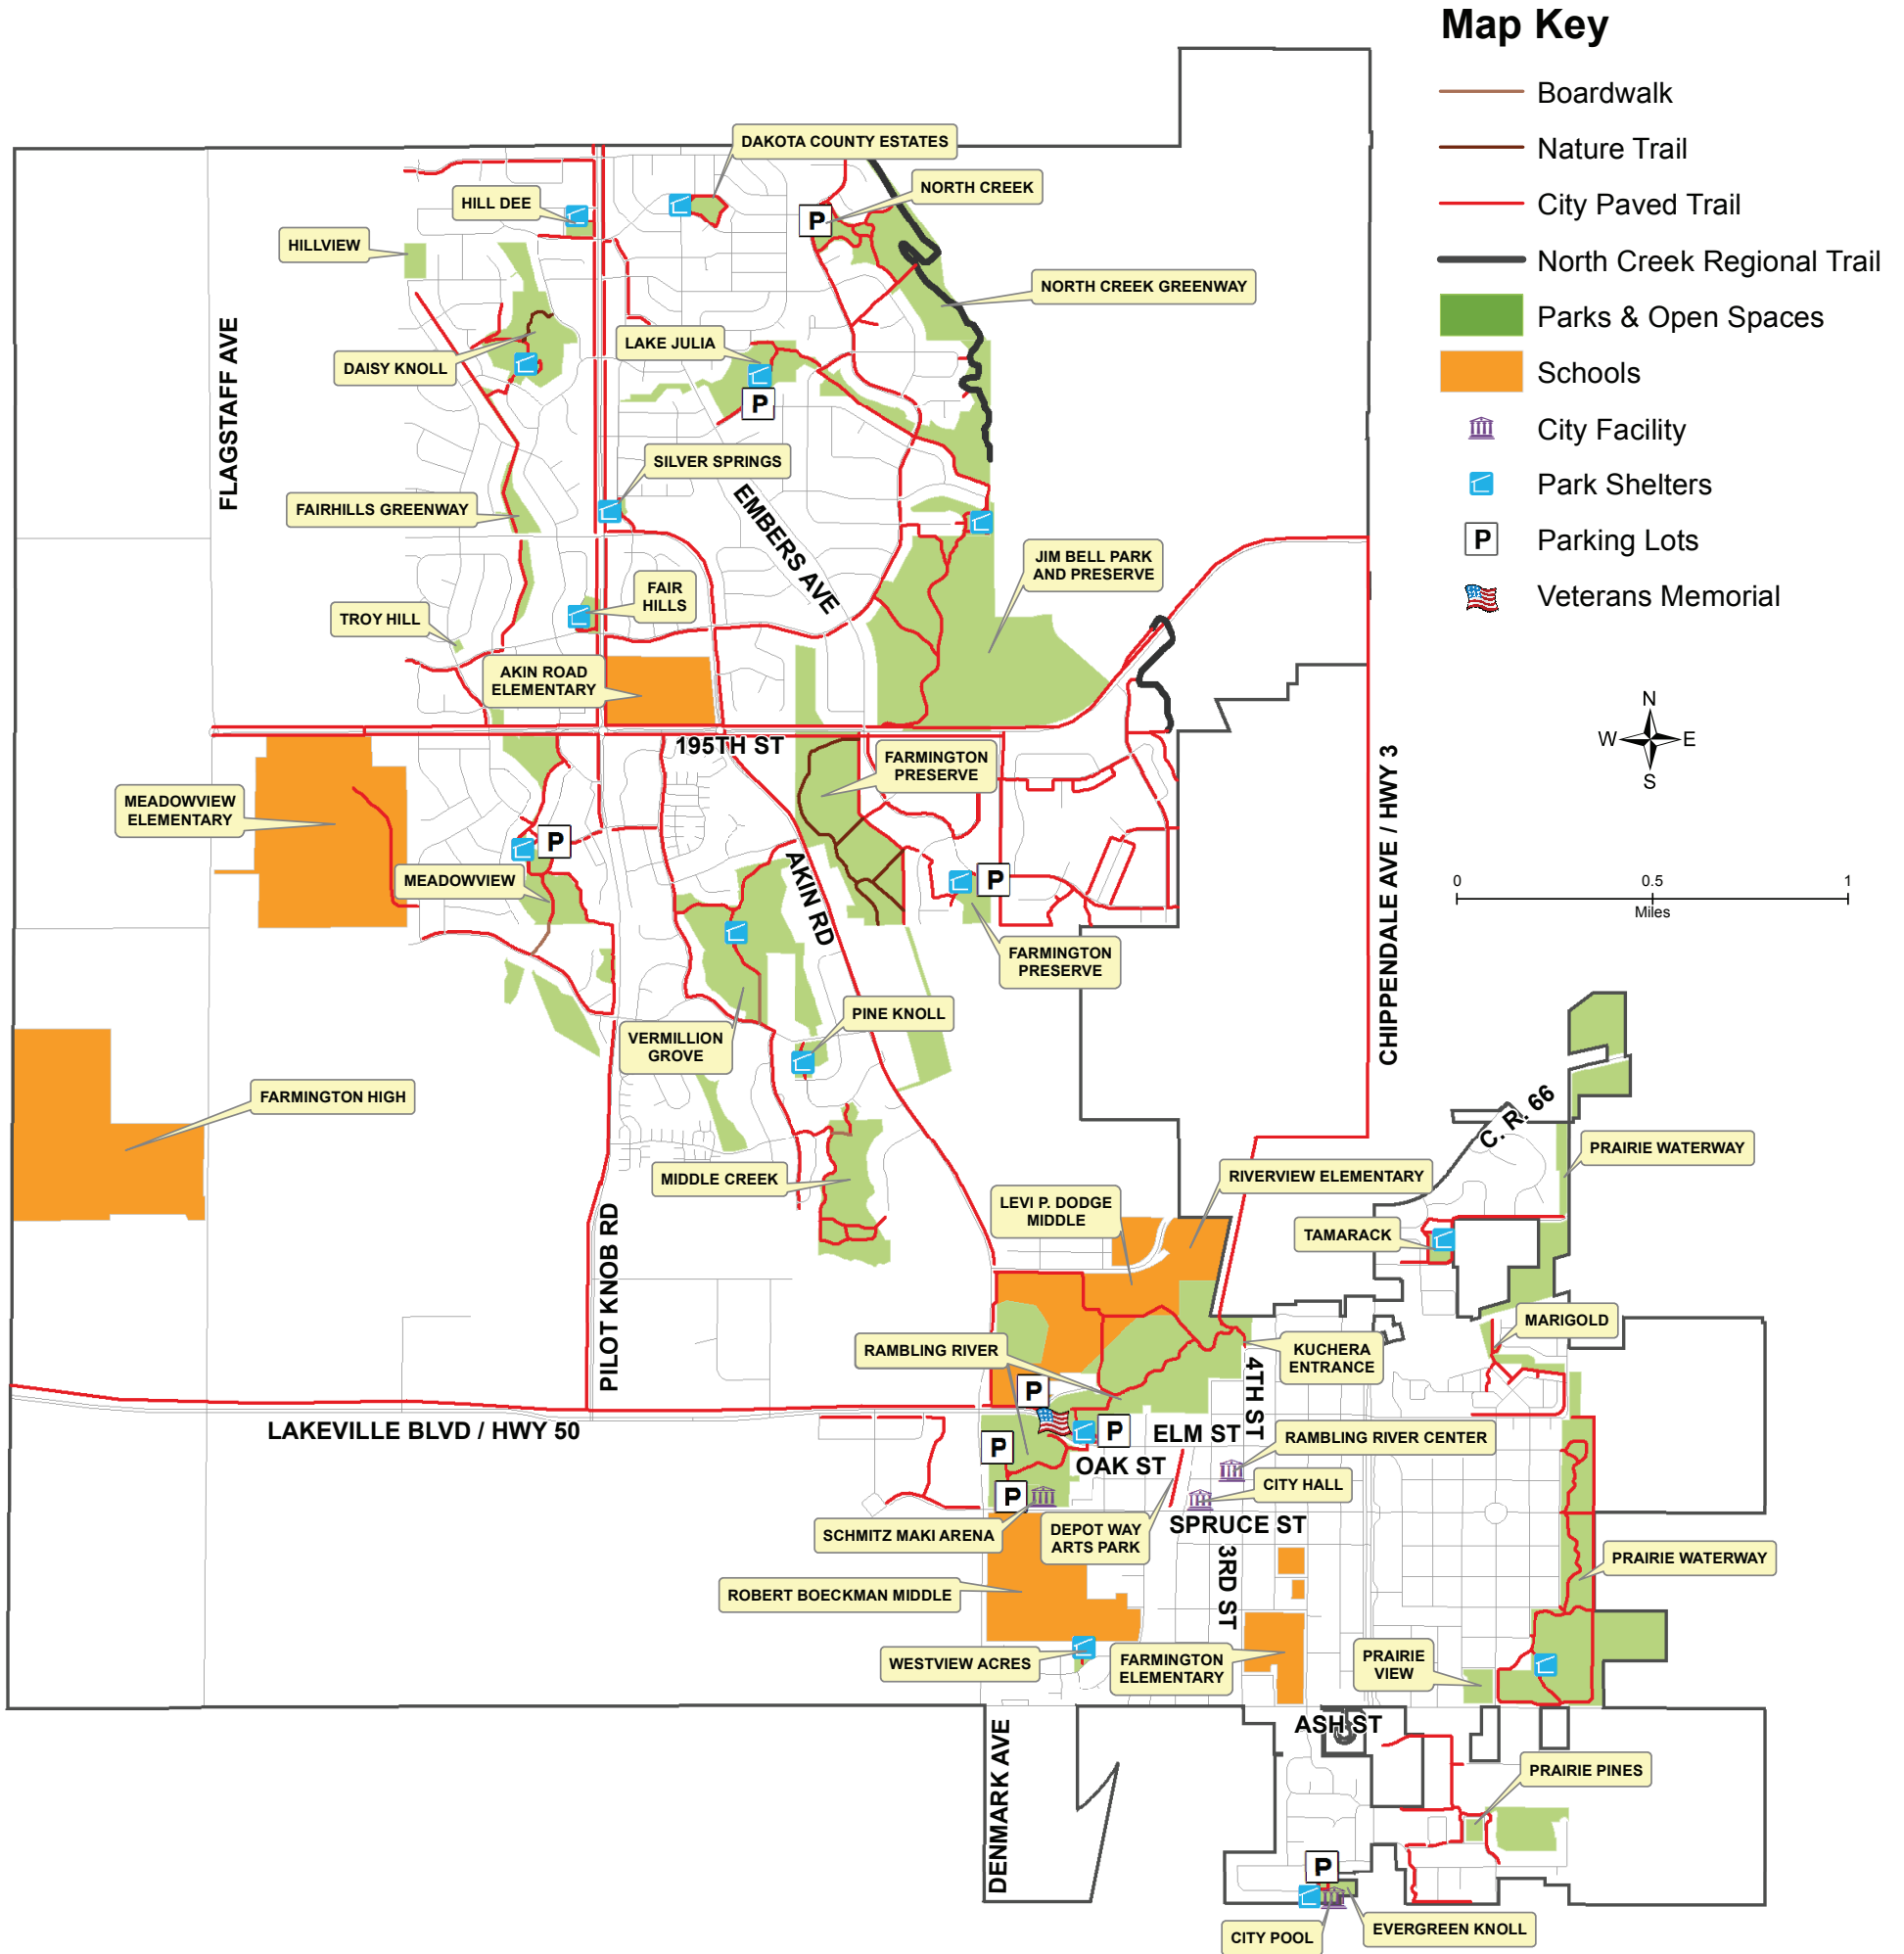 Map Key
Boardwalk
Nature Trail
City Paved Trail
North Creek Regional Trail
Parks & Open Spaces
Schools
City Facility
Park Shelters
P
Parking Lots
Veterans Memorial
N
W
E
S
0
0.5
1
Miles
DAKOTA COUNTY ESTATES
NORTH CREEK
P
HILL DEE
HILLVIEW
NORTH CREEK GREENWAY
FLAGSTAFF AVE
LAKE JULIA
DAISY KNOLL
P
SILVER SPRINGS
EMBERS AVE
FAIRHILLS GREENWAY
JIM BELL PARK
AND PRESERVE
FAIR
HILLS
TROY HILL
AKIN ROAD
ELEMENTARY
195TH ST
FARMINGTON
PRESERVE
CHIPPENDALE AVE / HWY 3
MEADOWVIEW
ELEMENTARY
P
MEADOWVIEW
AKIN RD
P
FARMINGTON
PRESERVE
PINE KNOLL
VERMILLION
GROVE
FARMINGTON HIGH
C. R. 66
PRAIRIE WATERWAY
MIDDLE CREEK
RIVERVIEW ELEMENTARY
LEVI P. DODGE
MIDDLE
TAMARACK
PILOT KNOB RD
MARIGOLD
RAMBLING RIVER
KUCHERA
ENTRANCE
4TH ST
P
LAKEVILLE BLVD / HWY 50
P
P
ELM ST
RAMBLING RIVER CENTER
OAK ST
CITY HALL
P
SCHMITZ MAKI ARENA
DEPOT WAY
ARTS PARK
SPRUCE ST
3RD ST
PRAIRIE WATERWAY
ROBERT BOECKMAN MIDDLE
WESTVIEW ACRES
FARMINGTON
ELEMENTARY
PRAIRIE
VIEW
ASH ST
DENMARK AVE
PRAIRIE PINES
P
EVERGREEN KNOLL
CITY POOL